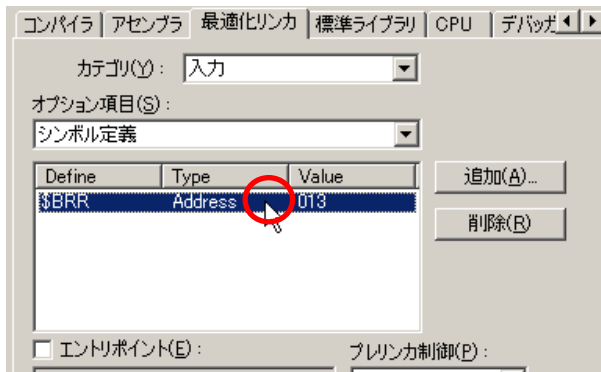 コンパイラ アセンブラ 最適化リンカ 標準ライブラリ CPU デバッガ
カテゴリ(Y): 入力
オプション項目(S):
シンボル定義
Define Type Value 追加(A)...
$BRR Address 013
削除(R)
エントリポイント(E): プレリンカ制御(P):